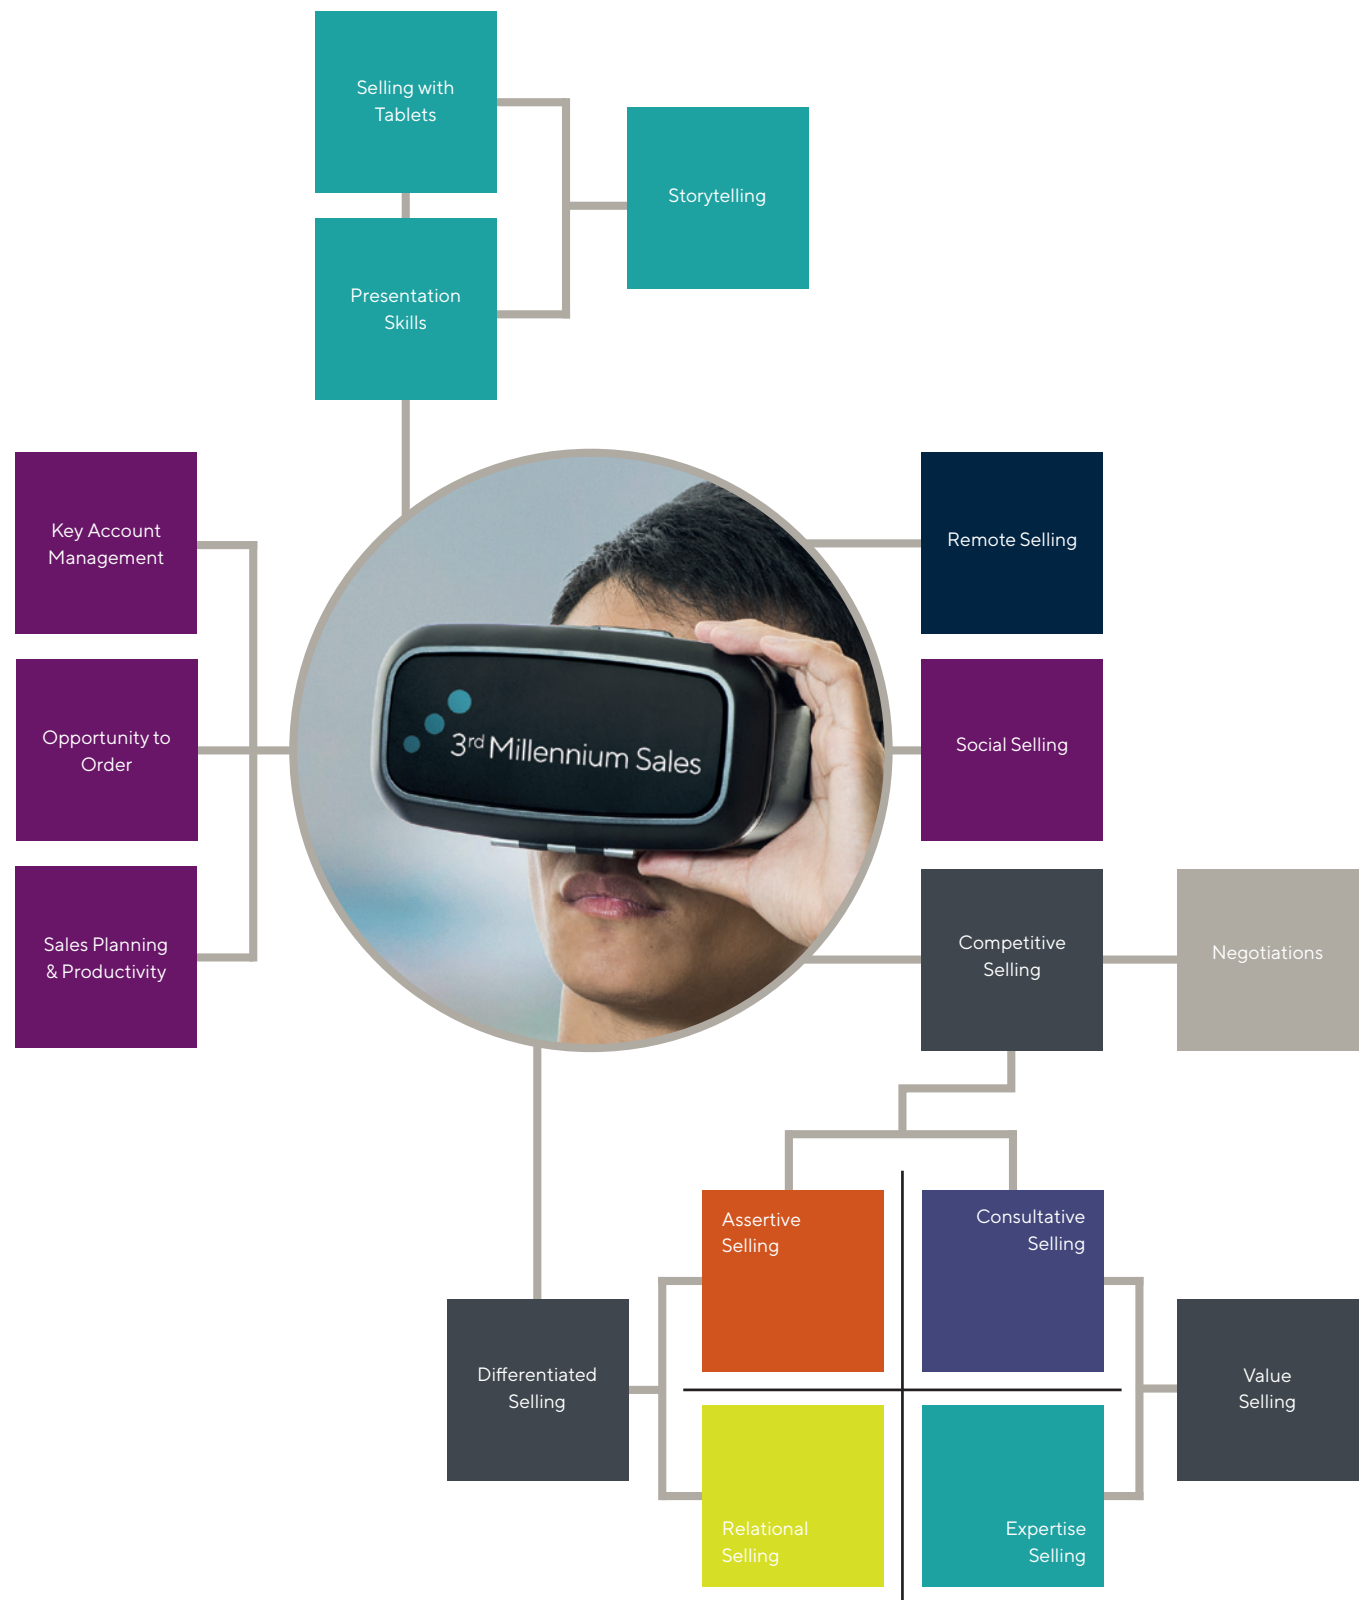 Selling with
Tablets
Storytelling
Presentation
Skills
Key Account
Management
Remote Selling
Opportunity to
Order
3rd Millennium Sales
Social Selling
Sales Planning
& Productivity
Competitive
Selling
Negotiations
Assertive
Selling
Consultative
Selling
Differentiated
Selling
Value
Selling
Relational
Selling
Expertise
Selling